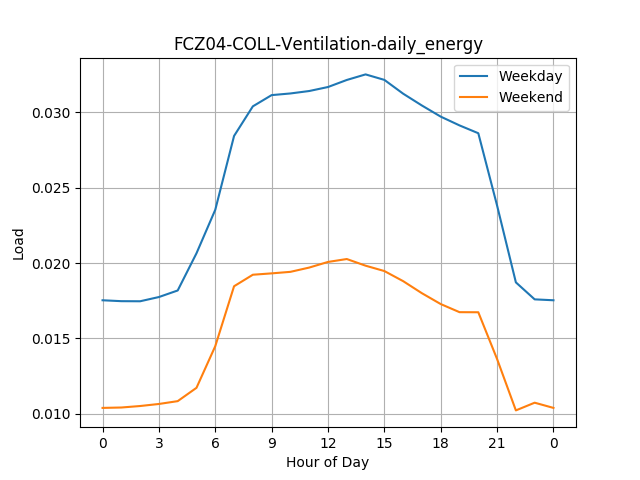 FCZ04-COLL-Ventilation-daily_energy
Weekday
Weekend
Load
0.030
0.025
0.020
0.015
0.010
0 3 6 9 12 15 18 21 0
Hour of Day